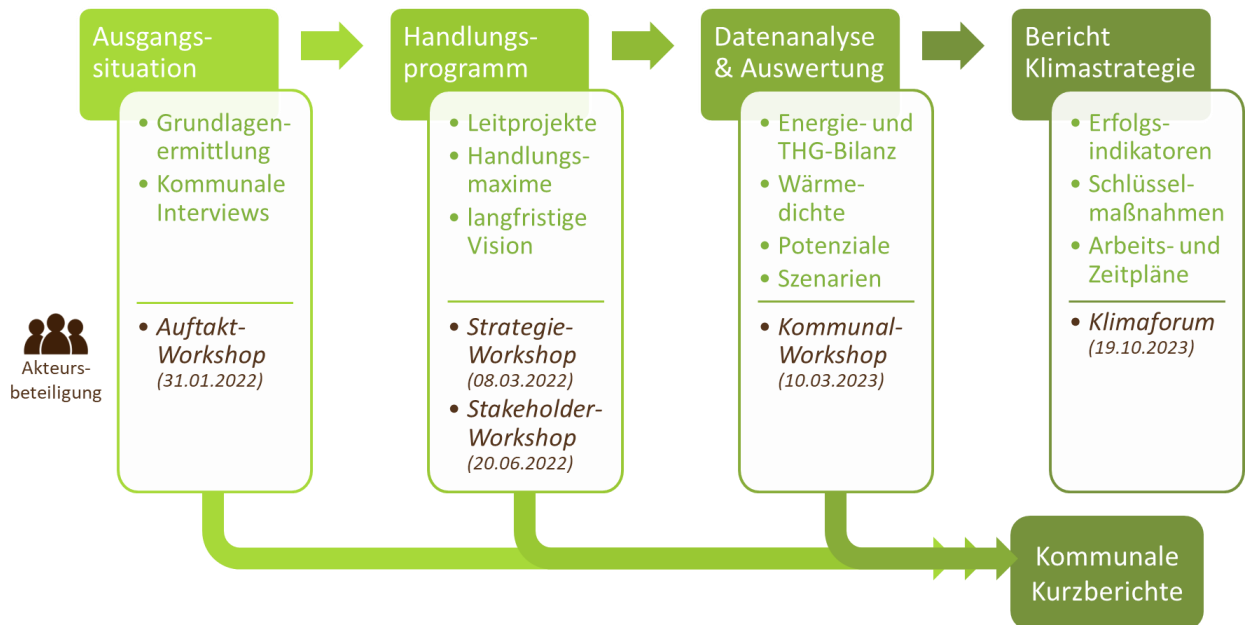 Ausgangs-
situation
Handlungs-
programm
Datenanalyse
& Auswertung
Bericht
Klimastrategie
• Grundlagen-
ermittlung
• Kommunale
Interviews
• Leitprojekte
• Handlungs-
maxime
• langfristige
Vision
• Energie- und
THG-Bilanz
• Wärme-
dichte
• Potenziale
• Szenarien
• Erfolgs-
indikatoren
• Schlüssel-
maßnahmen
• Arbeits- und
Zeitpläne
Akteurs-
beteiligung
• Auftakt-
Workshop
(31.01.2022)
• Strategie-
Workshop
(08.03.2022)
• Stakeholder-
Workshop
(20.06.2022)
• Kommunal-
Workshop
(10.03.2023)
• Klimaforum
(19.10.2023)
Kommunale
Kurzberichte